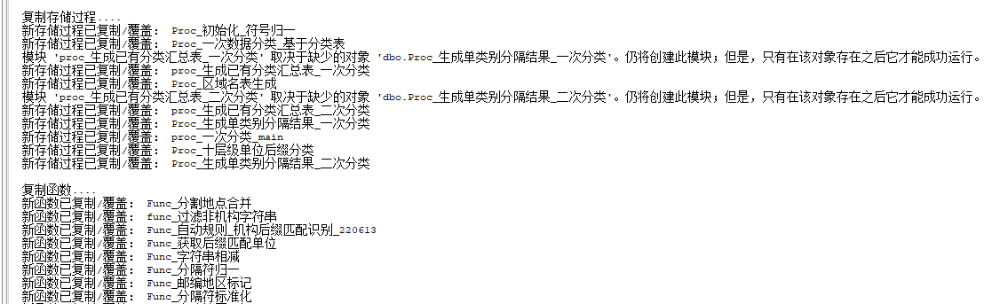 复制存储过程....
新存储过程已复制/覆盖： Proc_初始化_符号归一
新存储过程已复制/覆盖： Proc_一次数据分类_基于分类表
模块 'proc_生成已有分类汇总表_一次分类' 取决于缺少的对象 'dbo.Proc_生成单类别分隔结果_一次分类'。仍将创建此模块；但是，只有在该对象存在之后它才能成功运行。
新存储过程已复制/覆盖： proc_生成已有分类汇总表_一次分类
新存储过程已复制/覆盖： Proc_区域名表生成
模块 'proc_生成已有分类汇总表_二次分类' 取决于缺少的对象 'dbo.Proc_生成单类别分隔结果_二次分类'。仍将创建此模块；但是，只有在该对象存在之后它才能成功运行。
新存储过程已复制/覆盖： proc_生成已有分类汇总表_二次分类
新存储过程已复制/覆盖： Proc_生成单类别分隔结果_一次分类
新存储过程已复制/覆盖： proc_一次分类_main
新存储过程已复制/覆盖： Proc_十层级单位后缀分类
新存储过程已复制/覆盖： Proc_生成单类别分隔结果_二次分类
复制函数....
新函数已复制/覆盖： Func_分割地点合并
新函数已复制/覆盖： func_过滤非机构字符串
新函数已复制/覆盖： Func_自动规则_机构后缀匹配识别_220613
新函数已复制/覆盖： Func_获取后缀匹配单位
新函数已复制/覆盖： Func_字符串相减
新函数已复制/覆盖： Func_分隔符归一
新函数已复制/覆盖： Func_邮编地区标记
新函数已复制/覆盖： Func_分隔符标准化